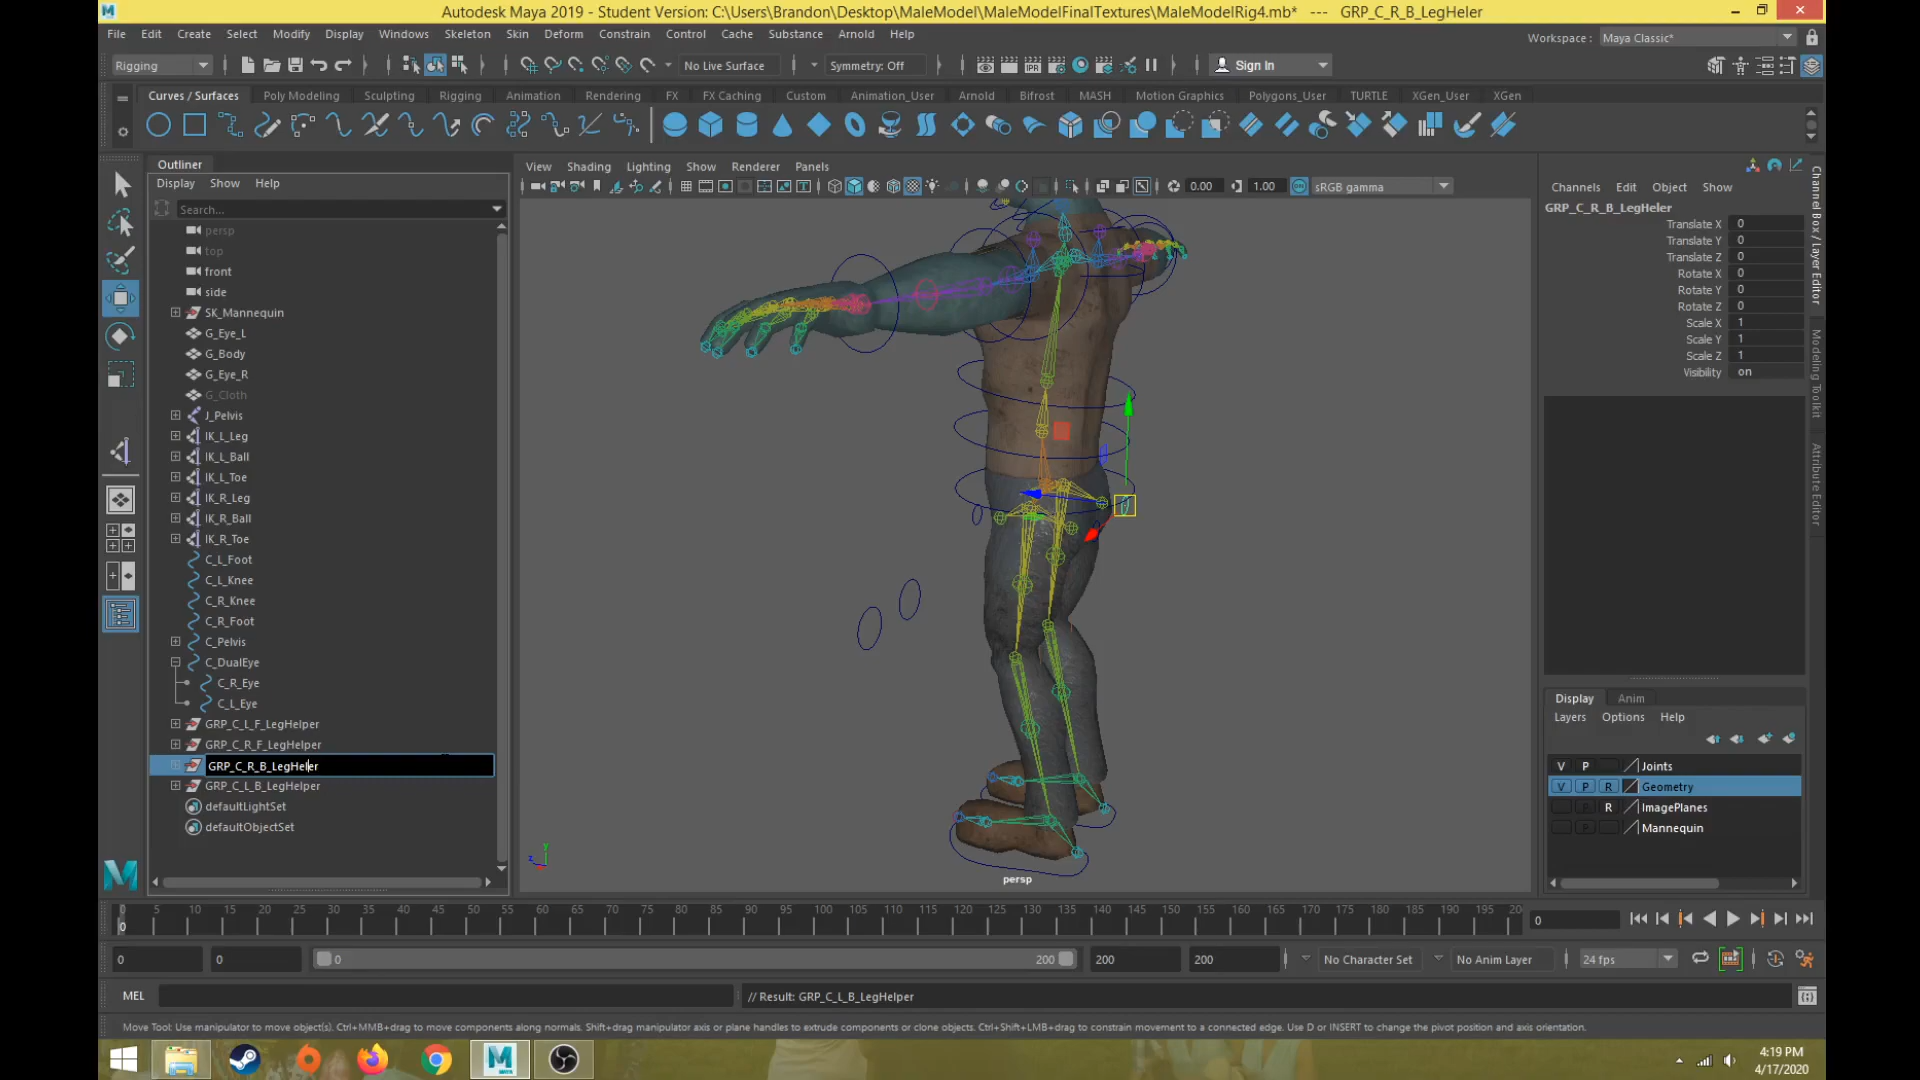 Autodesk Maya 2019 - Student Version: C:\Users\Brandon\Desktop\MaleModel\MaleModelFinalTextures\MaleModelRig4.mb*   ---   GRP_C_R_B_LegHeler
File Edit Create Select Modify Display Windows Skeleton Skin Deform Constrain Control Cache Substance Arnold Help
Workspace : Maya Classic*
Rigging No Live Surface Symmetry: Off Sign In
Curves / Surfaces Poly Modeling Sculpting Rigging Animation Rendering FX FX Caching Custom Animation_User Arnold Bifrost MASH Motion Graphics Polygons_User TURTLE XGen_User XGen
Outliner
Display Show Help
Search...
persp
top
front
side
SK_Mannequin
G_Eye_L
G_Body
G_Eye_R
G_Cloth
J_Pelvis
IK_L_Leg
IK_L_Ball
IK_L_Toe
IK_R_Leg
IK_R_Ball
IK_R_Toe
C_L_Foot
C_L_Knee
C_R_Knee
C_R_Foot
C_Pelvis
C_DualEye
C_R_Eye
C_L_Eye
GRP_C_L_F_LegHelper
GRP_C_R_F_LegHelper
GRP_C_R_B_LegHeler
GRP_C_L_B_LegHelper
defaultLightSet
defaultObjectSet
View Shading Lighting Show Renderer Panels
0.00 1.00 sRGB gamma
persp
Channels Edit Object Show
GRP_C_R_B_LegHeler
Translate X 0
Translate Y 0
Translate Z 0
Rotate X 0
Rotate Y 0
Rotate Z 0
Scale X 1
Scale Y 1
Scale Z 1
Visibility on
Channel Box / Layer Editor
Modeling Toolkit
Attribute Editor
Display Anim
Layers Options Help
V P Joints
V P R Geometry
R ImagePlanes
P Mannequin
0 5 10 15 20 25 30 35 40 45 50 55 60 65 70 75 80 85 90 95 100 105 110 115 120 125 130 135 140 145 150 155 160 165 170 175 180 185 190 195 20
0 0
0 0 0 200 200 200 No Character Set No Anim Layer 24 fps
MEL // Result: GRP_C_L_B_LegHelper
Move Tool: Use manipulator to move object(s). Ctrl+MMB+drag to move components along normals. Shift+drag manipulator axis or plane handles to extrude components or clone objects. Ctrl+Shift+LMB+drag to constrain movement to a connected edge. Use D or INSERT to change the pivot position and axis orientation.
4:19 PM
4/17/2020